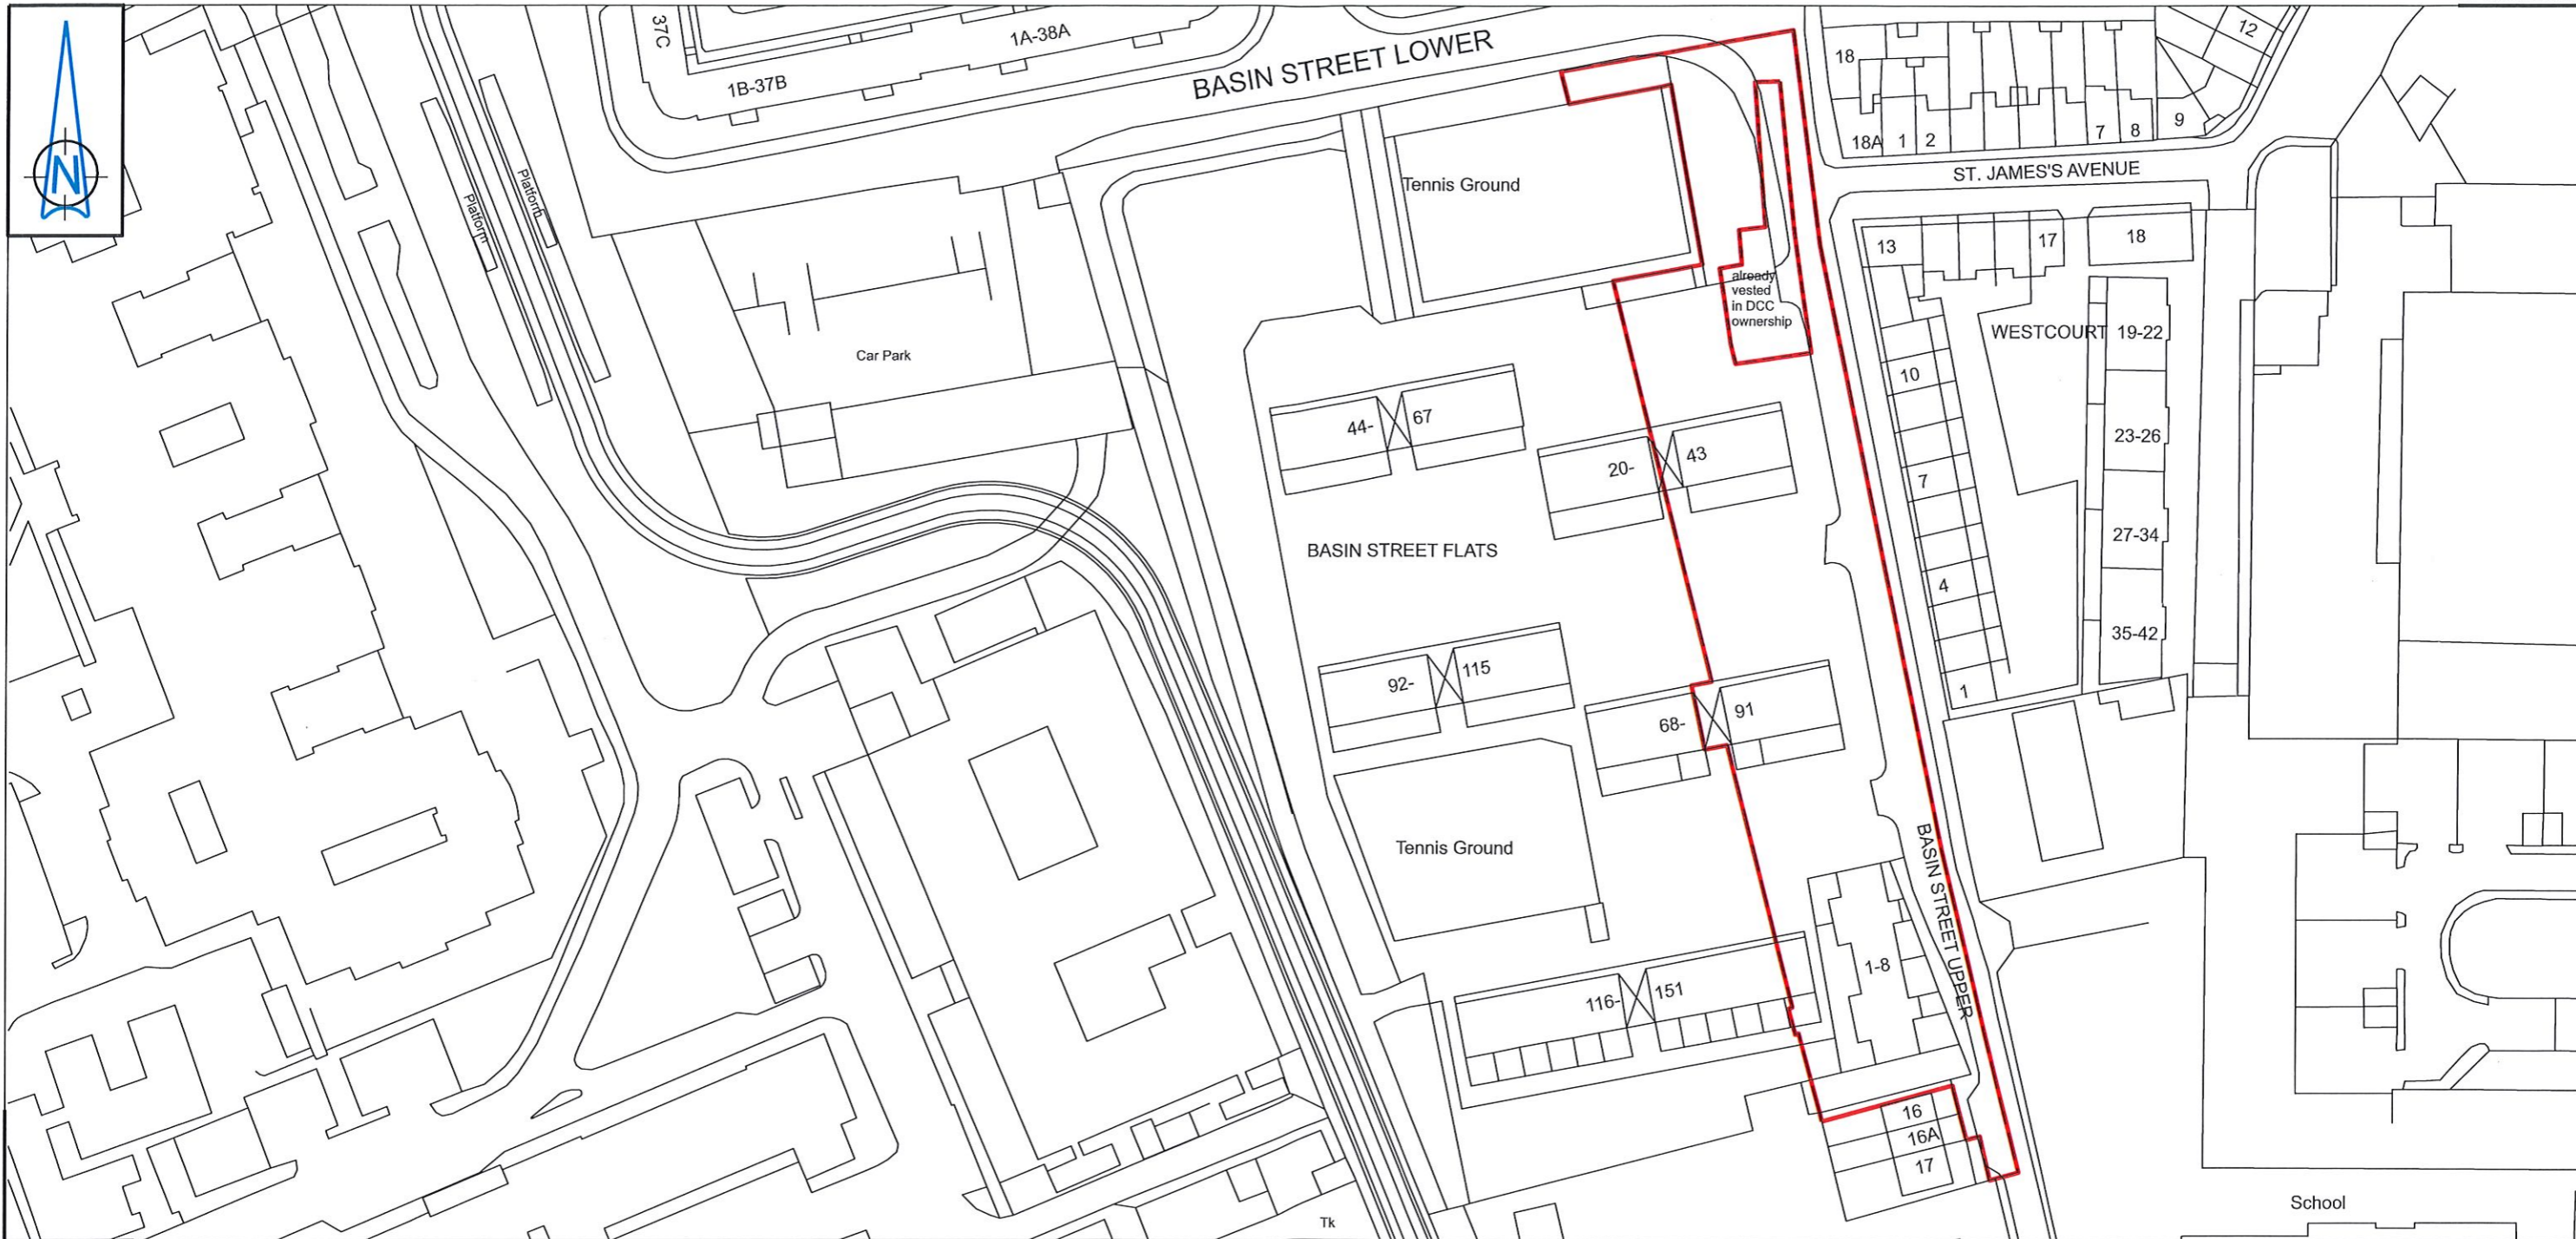 N
37C
1A-38A
1B-37B
BASIN STREET LOWER
12
18
18A
1
2
7
8
9
ST. JAMES'S AVENUE
Platform
Platform
Tennis Ground
13
17
18
already
vested
in DCC
ownership
WESTCOURT
19-22
Car Park
10
44-
67
20-
43
23-26
7
27-34
BASIN STREET FLATS
4
35-42
92-
115
68-
91
1
Tennis Ground
BASIN STREET UPPER
1-8
116-
151
16
16A
17
School
Tk